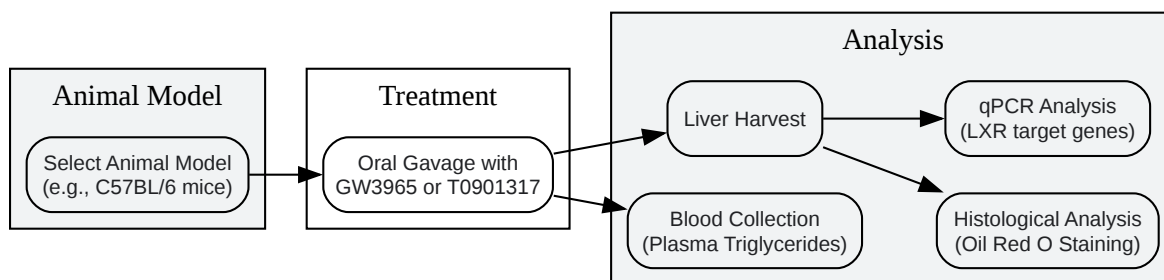 Animal Model
Select Animal Model
(e.g., C57BL/6 mice)
Treatment
Oral Gavage with
GW3965 or T0901317
Analysis
Liver Harvest
qPCR Analysis
(LXR target genes)
Blood Collection
(Plasma Triglycerides)
Histological Analysis
(Oil Red O Staining)